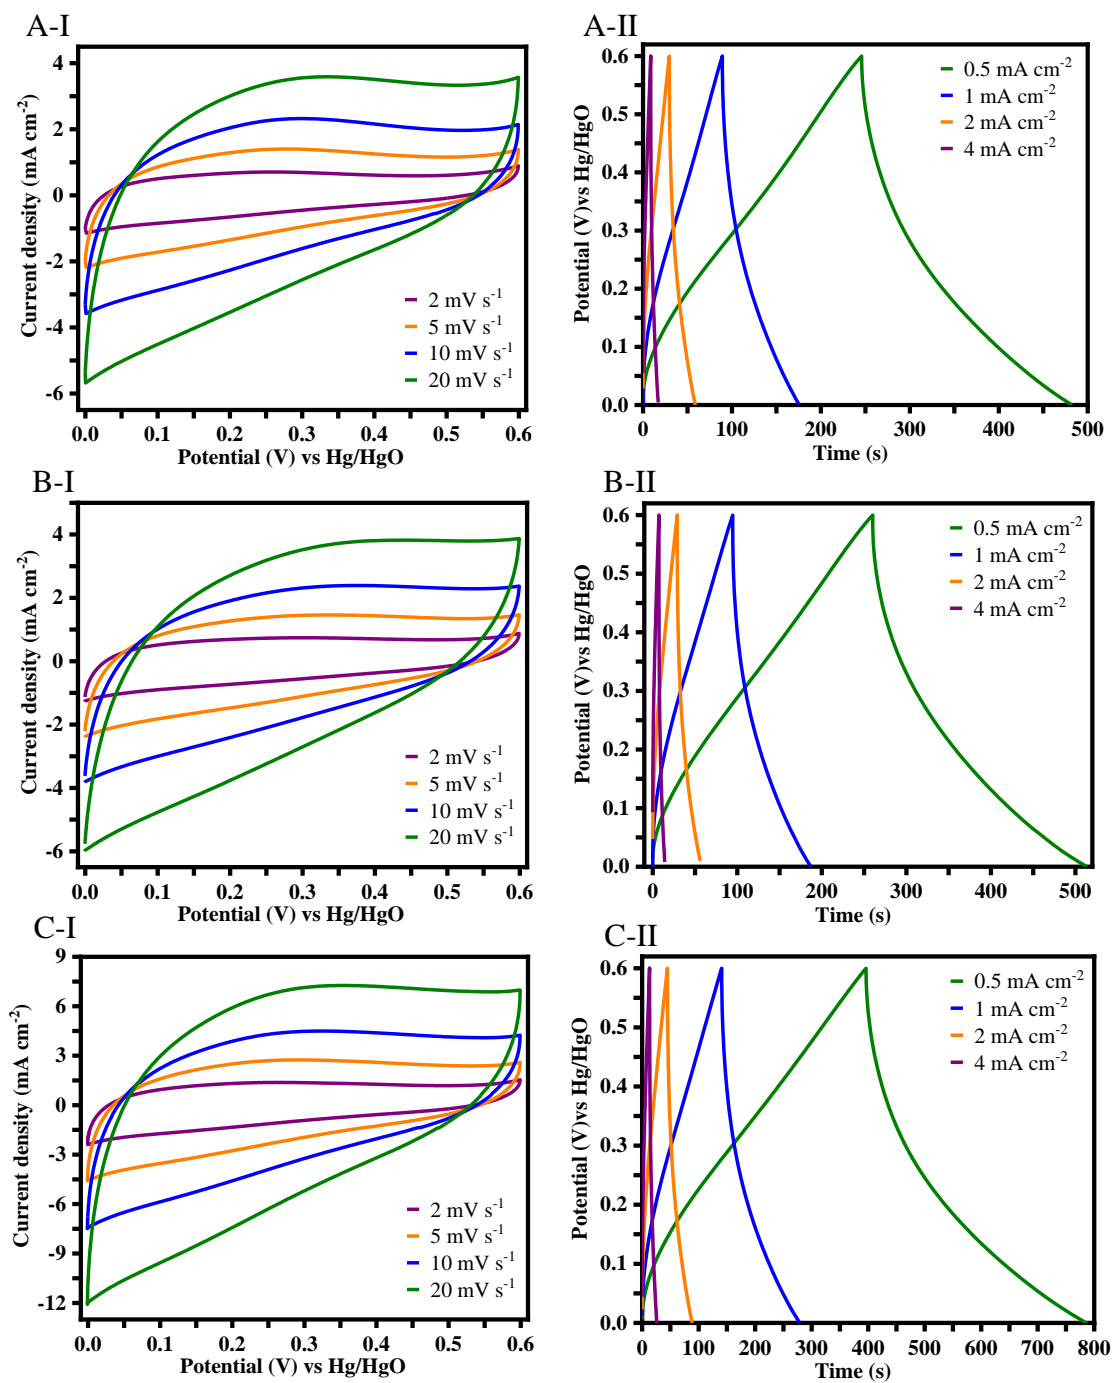 A-I
Current density (mA cm-2)
4
2
0
-2
-4
-6
2 mV s-1
5 mV s-1
10 mV s-1
20 mV s-1
0.0 0.1 0.2 0.3 0.4 0.5 0.6
Potential (V) vs Hg/HgO
A-II
Potential (V)vs Hg/HgO
0.6
0.5
0.4
0.3
0.2
0.1
0.0
0.5 mA cm-2
1 mA cm-2
2 mA cm-2
4 mA cm-2
0 100 200 300 400 500
Time (s)
B-I
Current density (mA cm-2)
4
2
0
-2
-4
-6
2 mV s-1
5 mV s-1
10 mV s-1
20 mV s-1
0.0 0.1 0.2 0.3 0.4 0.5 0.6
Potential (V) vs Hg/HgO
B-II
Potential (V)vs Hg/HgO
0.6
0.5
0.4
0.3
0.2
0.1
0.0
0.5 mA cm-2
1 mA cm-2
2 mA cm-2
4 mA cm-2
0 100 200 300 400 500
Time (s)
C-I
Current density (mA cm-2)
9
6
3
0
-3
-6
-9
-12
2 mV s-1
5 mV s-1
10 mV s-1
20 mV s-1
0.0 0.1 0.2 0.3 0.4 0.5 0.6
Potential (V) vs Hg/HgO
C-II
Potential (V)vs Hg/HgO
0.6
0.5
0.4
0.3
0.2
0.1
0.0
0.5 mA cm-2
1 mA cm-2
2 mA cm-2
4 mA cm-2
0 100 200 300 400 500 600 700 800
Time (s)